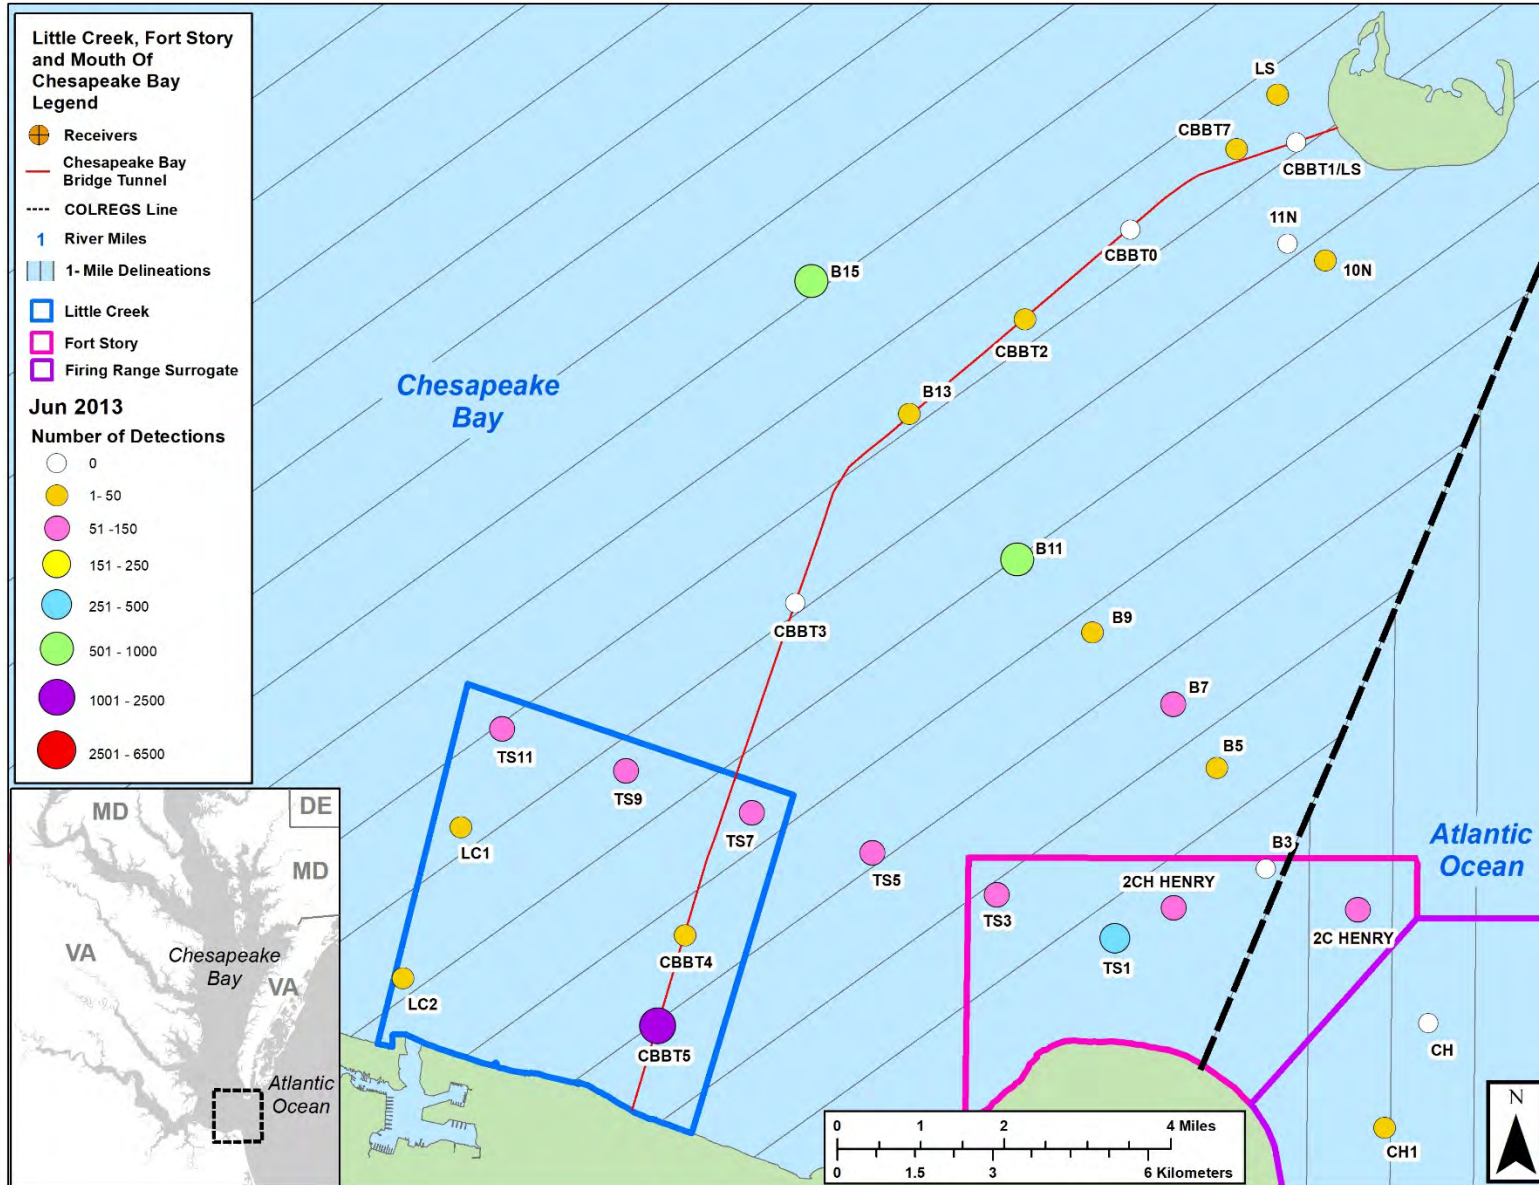 Little Creek, Fort Story
and Mouth Of
Chesapeake Bay
Legend
Receivers
Chesapeake Bay
Bridge Tunnel
COLREGS Line
1 River Miles
1- Mile Delineations
Little Creek
Fort Story
Firing Range Surrogate
Jun 2013
Number of Detections
0
1- 50
51 -150
151 - 250
251 - 500
501 - 1000
1001 - 2500
2501 - 6500
MD
DE
MD
VA
Chesapeake
Bay
VA
Atlantic
Ocean
LS
CBBT7
CBBT1/LS
11N
CBBT0
10N
B15
CBBT2
Chesapeake
Bay
B13
B11
CBBT3
B9
B7
TS11
B5
TS9
TS7
LC1
Atlantic
Ocean
B3
TS5
2CH HENRY
TS3
2C HENRY
CBBT4
TS1
LC2
CBBT5
CH
CH1
N
0 1 2 4 Miles
0 1.5 3 6 Kilometers